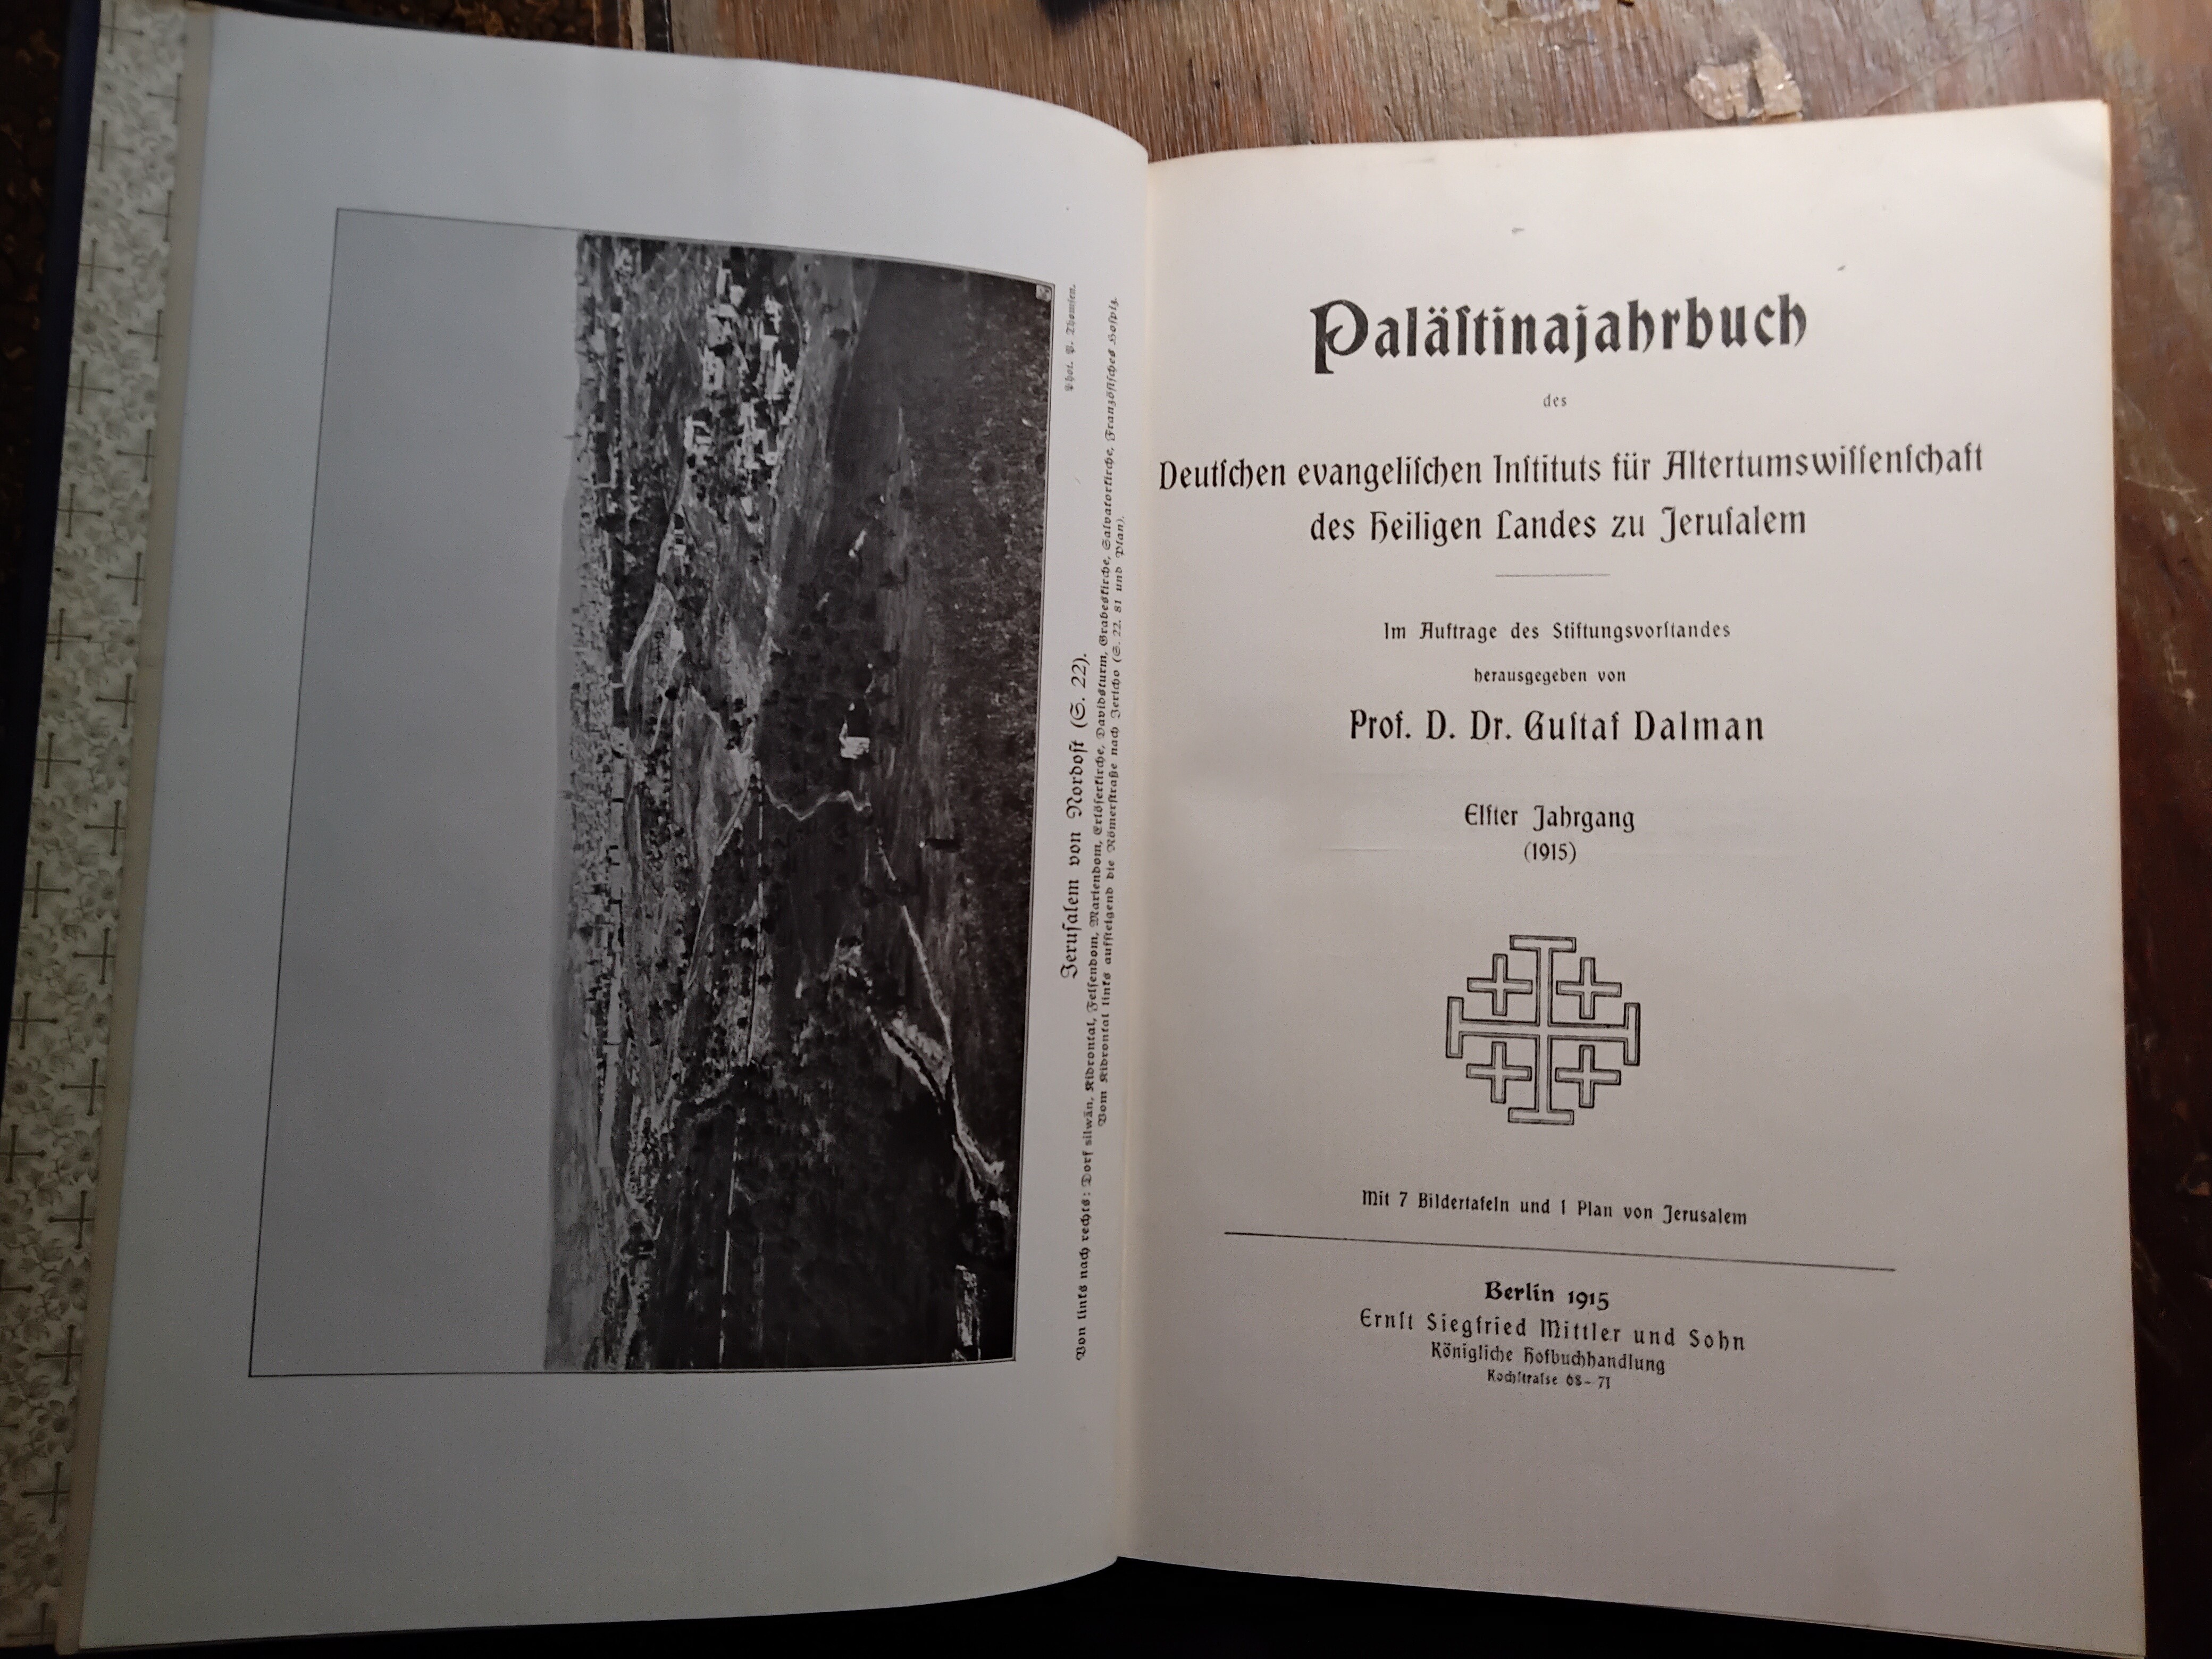 Phot. P. Thomsen.
Jeruſalem von Nordoſt (S. 22).
Von links nach rechts: Dorf silwān, Kidrontal, Felſendom, Mariendom, Erlöſerkirche, Davidsturm, Grabeskirche, Salvatorkirche, Franzöſiſches Hoſpiz.
Vom Kidrontal links aufſteigend die Römerſtraße nach Jericho (S. 22. 81 und Plan).
Paläſtinajahrbuch
des
Deutſchen evangeliſchen Inſtituts für Altertumswiſſenſchaft
des Heiligen Landes zu Jeruſalem
Im Auftrage des Stiftungsvorſtandes
herausgegeben von
Prof. D. Dr. Guſtaf Dalman
Elfter Jahrgang
(1915)
Mit 7 Bildertafeln und 1 Plan von Jerusalem
Berlin 1915
Ernſt Siegfried Mittler und Sohn
Königliche Hofbuchhandlung
Kochſtraſse 68–71